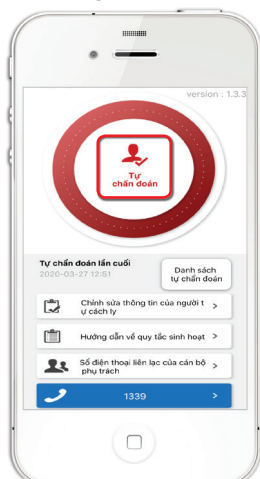 version : 1.3.3
Tự
chẩn đoán
Tự chẩn đoán lần cuối
2020-03-27 12:51
Danh sách
tự chẩn đoán
Chỉnh sửa thông tin của người t
ự cách ly
>
Hướng dẫn về quy tắc sinh hoạt
>
Số điện thoại liên lạc của cán bộ
phụ trách
>
1339
>